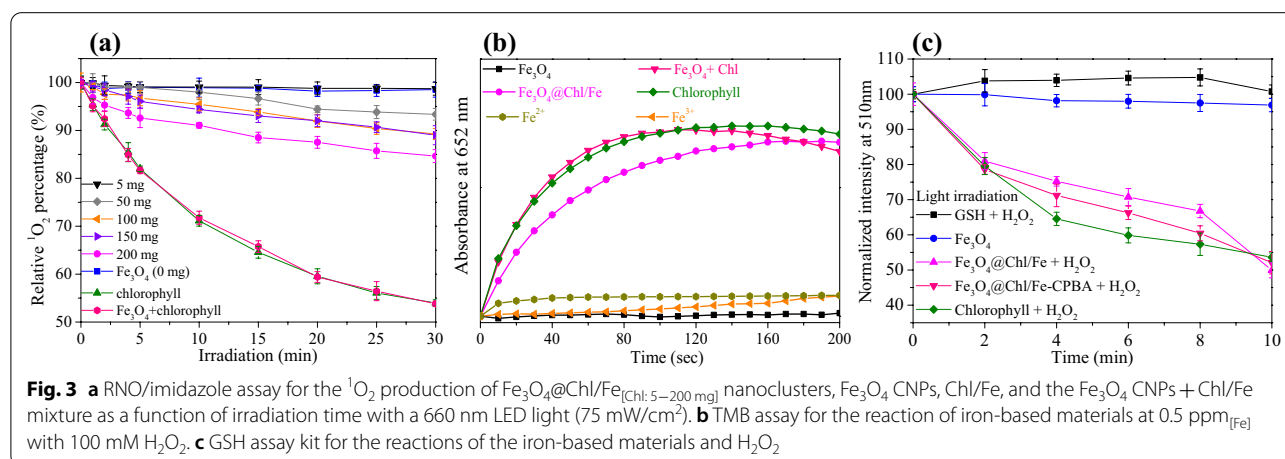 (a)
100
90
80
70
60
50
Relative ¹O₂ percentage (%)
5 mg
50 mg
100 mg
150 mg
200 mg
Fe₃O₄ (0 mg)
chlorophyll
Fe₃O₄+chlorophyll
0 5 10 15 20 25 30
Irradiation (min)
(b)
Absorbance at 652 nm
Fe₃O₄ Fe₃O₄+ Chl
Fe₃O₄@Chl/Fe Chlorophyll
Fe²⁺ Fe³⁺
0 40 80 120 160 200
Time (sec)
(c)
120
110
100
90
80
70
60
50
40
30
Normalized intensity at 510nm
Light irradiation
GSH + H₂O₂
Fe₃O₄
Fe₃O₄@Chl/Fe + H₂O₂
Fe₃O₄@Chl/Fe-CPBA + H₂O₂
Chlorophyll + H₂O₂
0 2 4 6 8 10
Time (min)
Fig. 3 a RNO/imidazole assay for the ¹O₂ production of Fe₃O₄@Chl/Fe[Chl: 5–200 mg] nanoclusters, Fe₃O₄ CNPs, Chl/Fe, and the Fe₃O₄ CNPs + Chl/Fe
mixture as a function of irradiation time with a 660 nm LED light (75 mW/cm²). b TMB assay for the reaction of iron-based materials at 0.5 ppm[Fe]
with 100 mM H₂O₂. c GSH assay kit for the reactions of the iron-based materials and H₂O₂